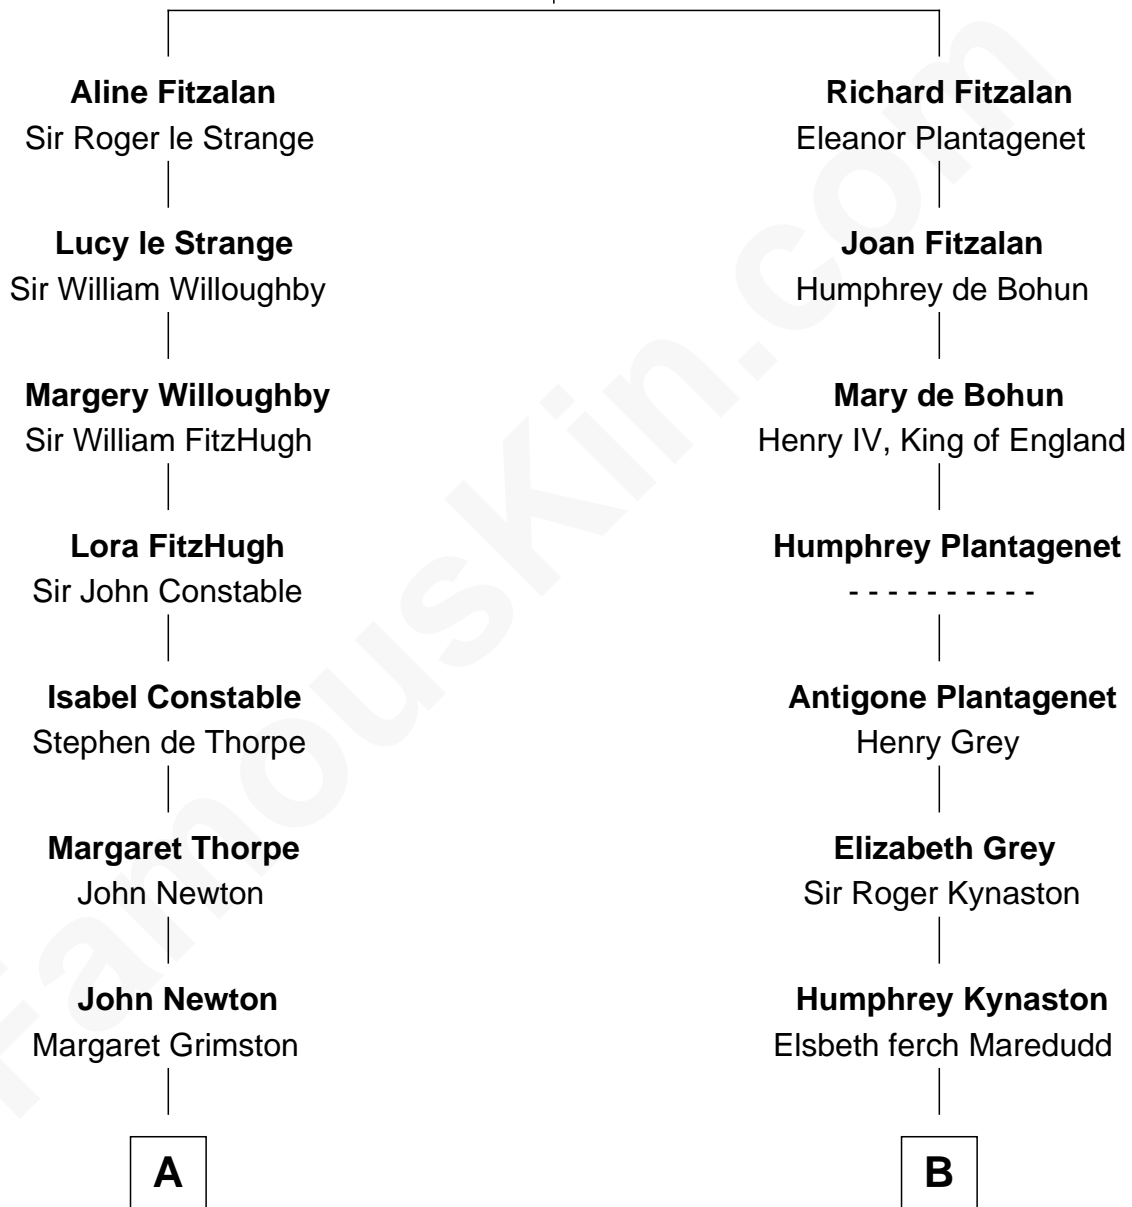 Aline Fitzalan
Sir Roger le Strange
Lucy le Strange
Sir William Willoughby
Margery Willoughby
Sir William FitzHugh
Lora FitzHugh
Sir John Constable
Isabel Constable
Stephen de Thorpe
Margaret Thorpe
John Newton
John Newton
Margaret Grimston
A
Richard Fitzalan
Eleanor Plantagenet
Joan Fitzalan
Humphrey de Bohun
Mary de Bohun
Henry IV, King of England
Humphrey Plantagenet
- - - - - - - - - -
Antigone Plantagenet
Henry Grey
Elizabeth Grey
Sir Roger Kynaston
Humphrey Kynaston
Elsbeth ferch Maredudd
B
FamousKin.com